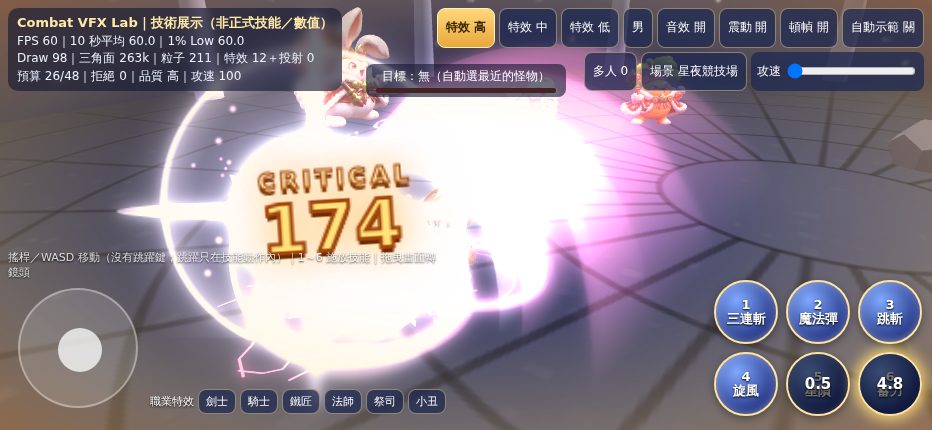 Combat VFX Lab｜技術展示（非正式技能／數值）
FPS 60｜10 秒平均 60.0｜1% Low 60.0
Draw 98｜三角面 263k｜粒子 211｜特效 12＋投射 0
預算 26/48｜拒絕 0｜品質 高｜攻速 100
特效 高
特效 中
特效 低
男
音效 開
震動 開
頓幀 開
自動示範 關
目標：無（自動選最近的怪物）
多人 0
場景 星夜競技場
攻速
CRITICAL
174
搖桿／WASD 移動（沒有跳躍鍵，跳躍只在技能動作內）｜1～6 施放技能｜拖曳畫面轉
鏡頭
1
三連斬
2
魔法彈
3
跳斬
4
旋風
0.5
4.8
蓄力
職業特效
劍士
騎士
鐵匠
法師
祭司
小丑